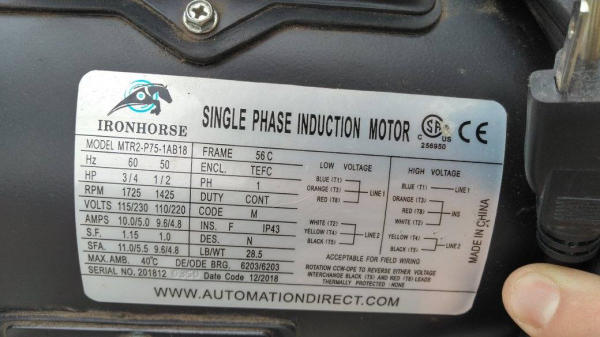 IRONHORSE
SINGLE PHASE INDUCTION MOTOR
C US
256950
CE
MODEL MTR2-P75-1AB18
Hz 60 50
HP 3/4 1/2
RPM 1725 1425
VOLTS 115/230 110/220
AMPS 10.0/5.0 9.6/4.8
S.F. 1.15 1.0
SFA. 11.0/5.5 9.6/4.8
MAX.AMB. 40°C DE/ODE BRG. 6203/6203
SERIAL NO. 201812 Date Code 12/2018
FRAME 56C
ENCL. TEFC
PH 1
DUTY CONT
CODE M
INS. F IP43
DES. N
LB/WT 28.5
LOW VOLTAGE
BLUE (T1)
ORANGE (T3) LINE 1
RED (T8)
WHITE (T2)
YELLOW (T4) LINE2
BLACK (T5)
HIGH VOLTAGE
BLUE (T1) LINE 1
ORANGE (T3)
RED (T8) INS
WHITE (T2)
YELLOW (T4) LINE2
BLACK (T5)
ACCEPTABLE FOR FIELD WIRING
ROTATION CCW-OPE TO REVERSE EITHER VOLTAGE
INTERCHANGE BLACK (T5) AND RED (T8) LEADS
THERMALLY PROTECTED :NONE
MADE IN CHINA
WWW.AUTOMATIONDIRECT.COM